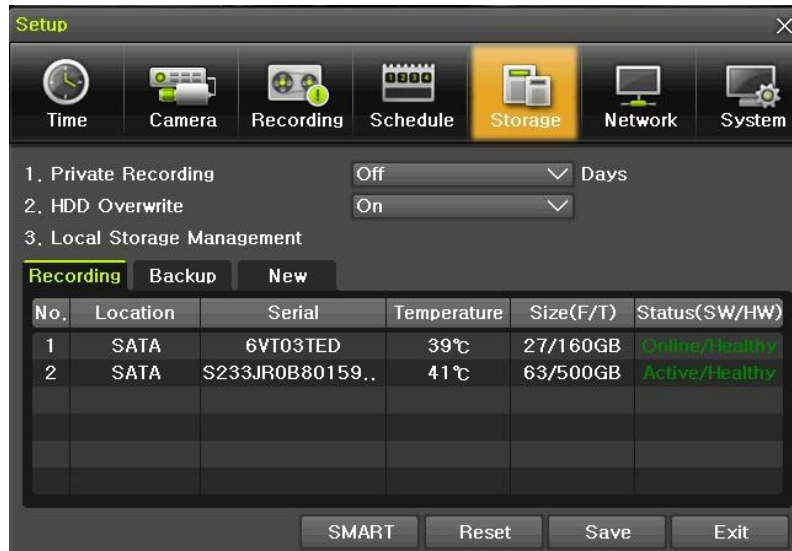 Setup
Time Camera Recording Schedule Storage Network System
1. Private Recording Off Days
2. HDD Overwrite On
3. Local Storage Management
Recording Backup New
No. Location Serial Temperature Size(F/T) Status(SW/HW)
1 SATA 6VT03TED 39℃ 27/160GB Online/Healthy
2 SATA S233JR0B80159.. 41℃ 63/500GB Active/Healthy
SMART Reset Save Exit